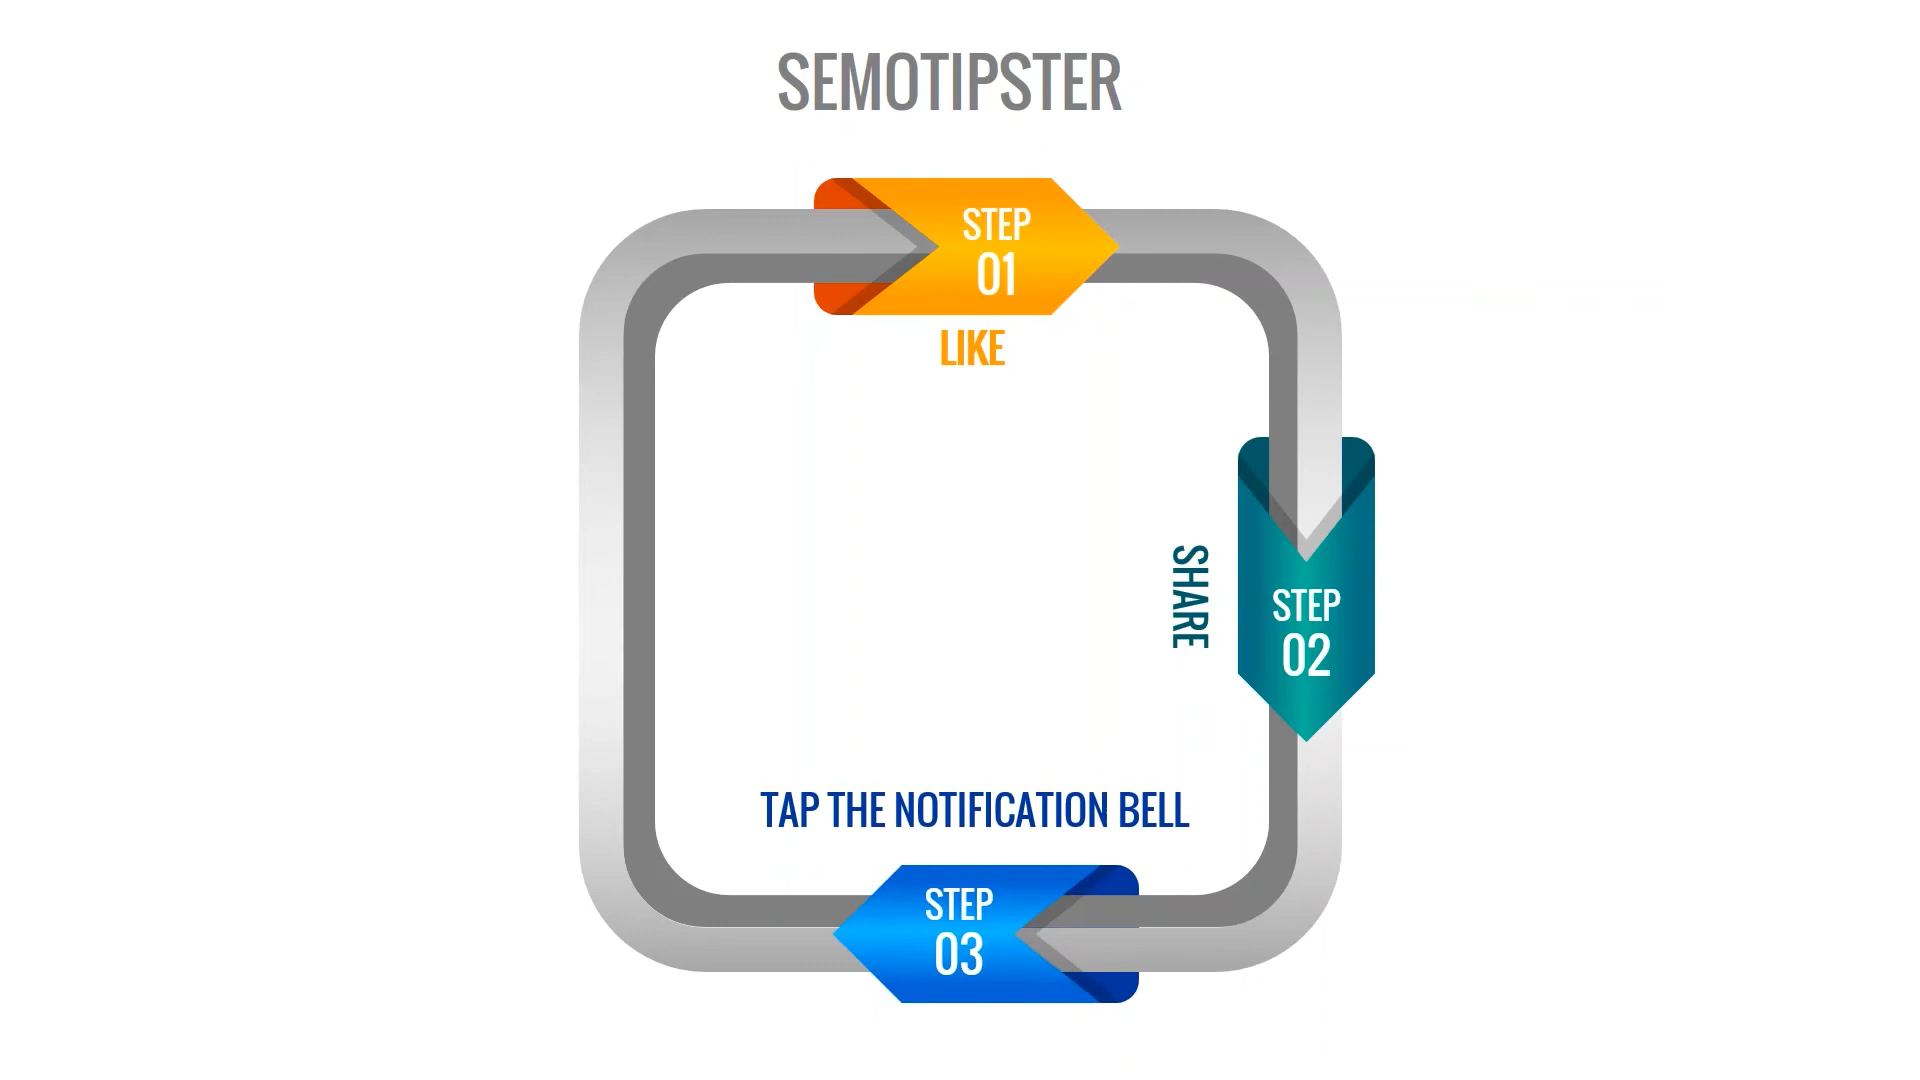 SEMOTIPSTER
STEP
01
LIKE
SHARE
STEP
02
TAP THE NOTIFICATION BELL
STEP
03